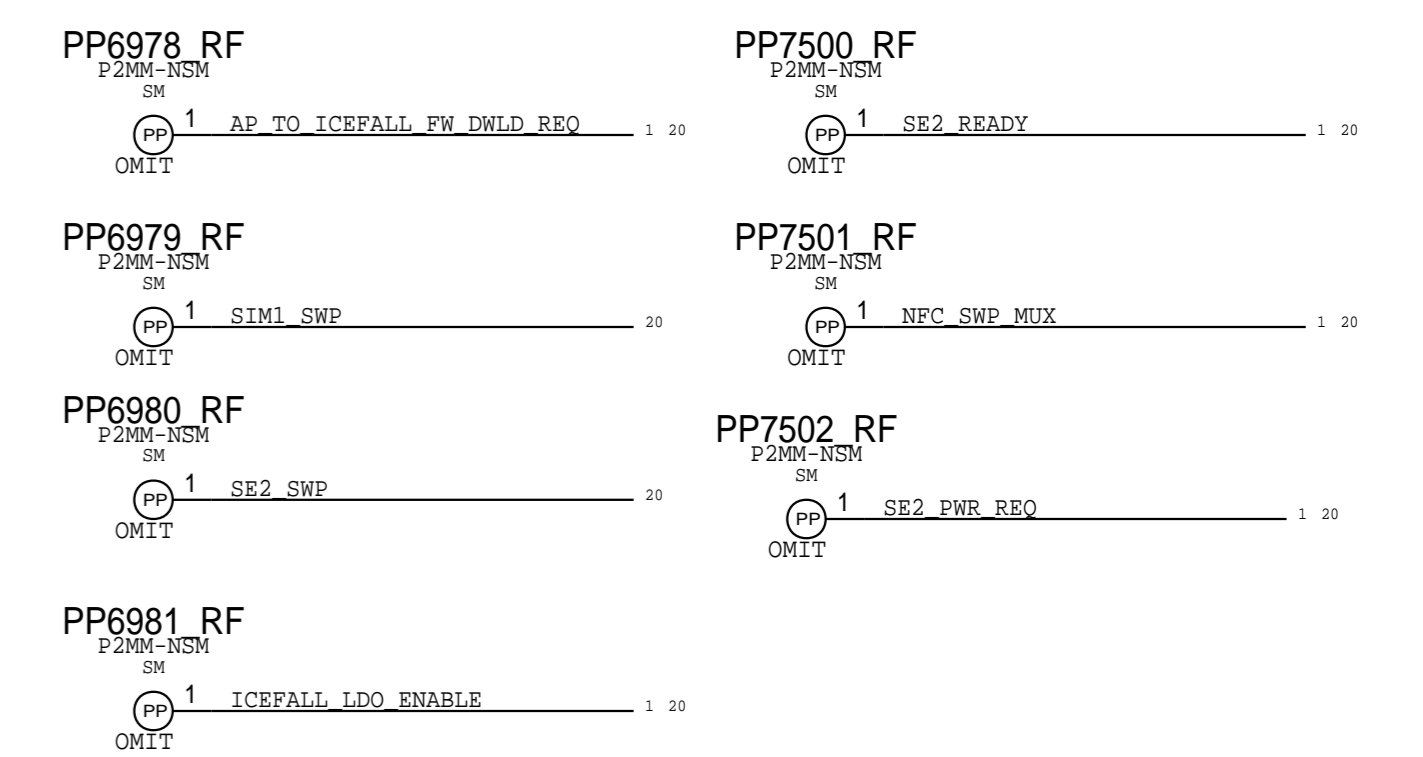 PP6978_RF
P2MM-NSM
SM
PP 1 AP_TO_ICEFALL_FW_DWLD_REQ 1 20
OMIT
PP6979_RF
P2MM-NSM
SM
PP 1 SIM1_SWP 20
OMIT
PP6980_RF
P2MM-NSM
SM
PP 1 SE2_SWP 20
OMIT
PP6981_RF
P2MM-NSM
SM
PP 1 ICEFALL_LDO_ENABLE 1 20
OMIT
PP7500_RF
P2MM-NSM
SM
PP 1 SE2_READY 1 20
OMIT
PP7501_RF
P2MM-NSM
SM
PP 1 NFC_SWP_MUX 1 20
OMIT
PP7502_RF
P2MM-NSM
SM
PP 1 SE2_PWR_REQ 1 20
OMIT